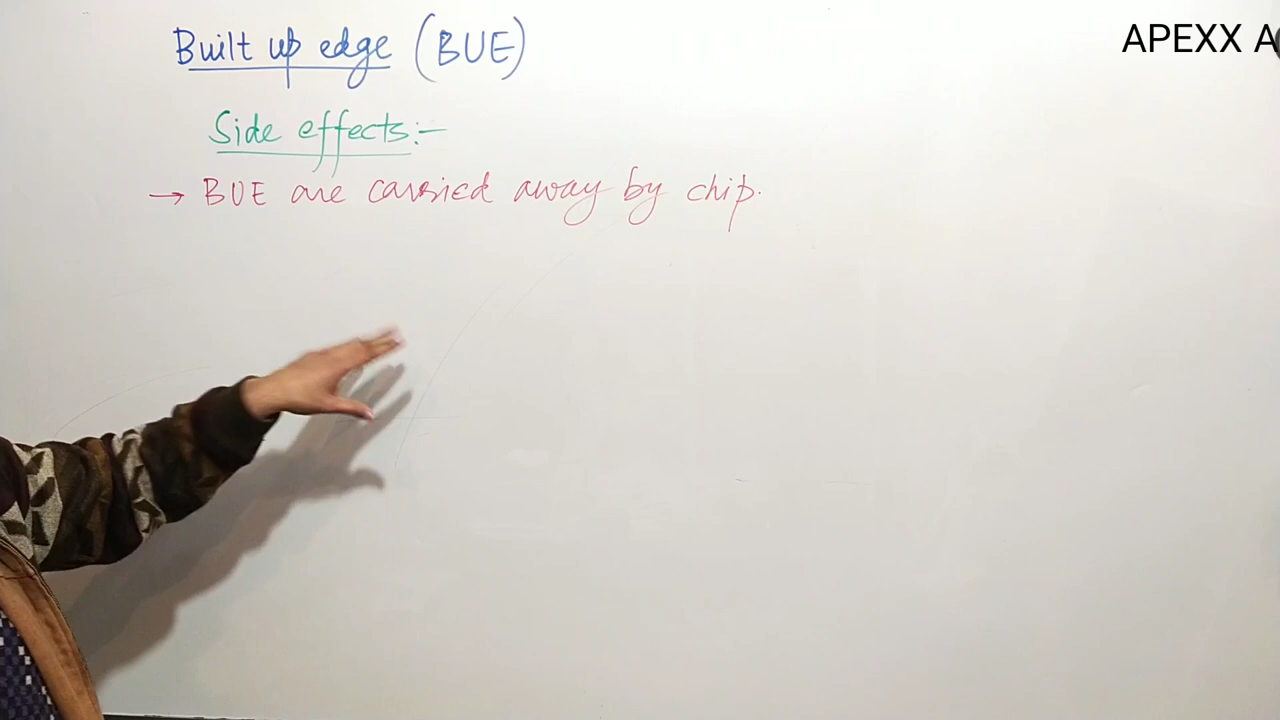 Built up edge (BUE)
APEXX A
Side effects:-
→ BUE are carried away by chip.